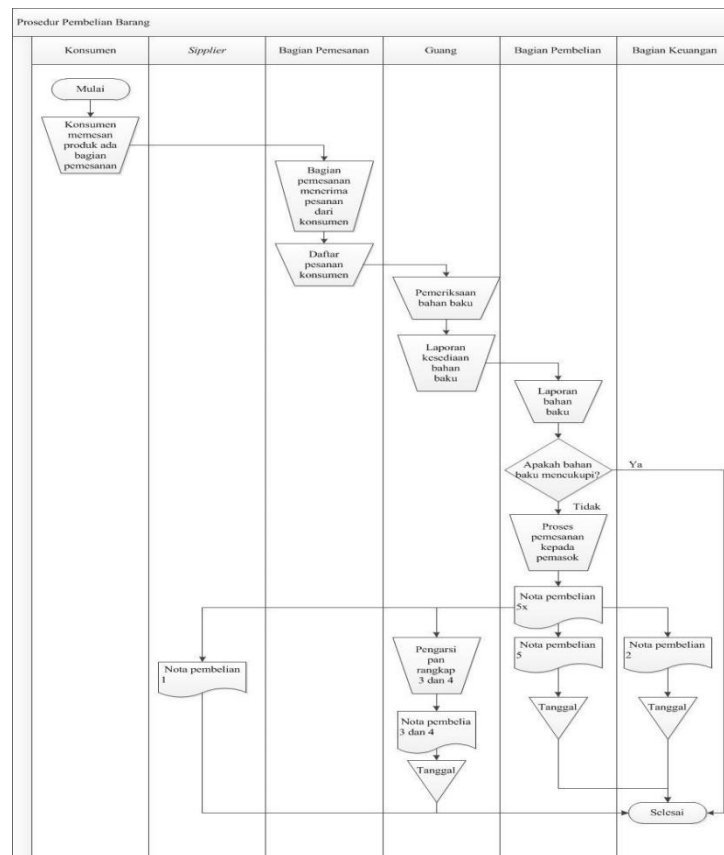 Prosedur Pembelian Barang
Konsumen
Sipplier
Bagian Pemesanan
Guang
Bagian Pembelian
Bagian Keuangan
Mulai
Konsumen
memesan
produk ada
bagian
pemesanan
Bagian
pemesanan
menerima
pesanan
dari
konsumen
Daftar
pesanan
konsumen
Pemeriksaan
bahan baku
Laporan
kesediaan
bahan
baku
Laporan
bahan
baku
Apakah bahan
baku mencukupi?
Ya
Tidak
Proses
pemesanan
kepada
pemasok
Nota pembelian
5x
Nota pembelian
1
Pengarsi
pan
rangkap
3 dan 4
Nota pembelian
5
Nota pembelian
2
Nota pembelia
3 dan 4
Tanggal
Tanggal
Tanggal
Selesai